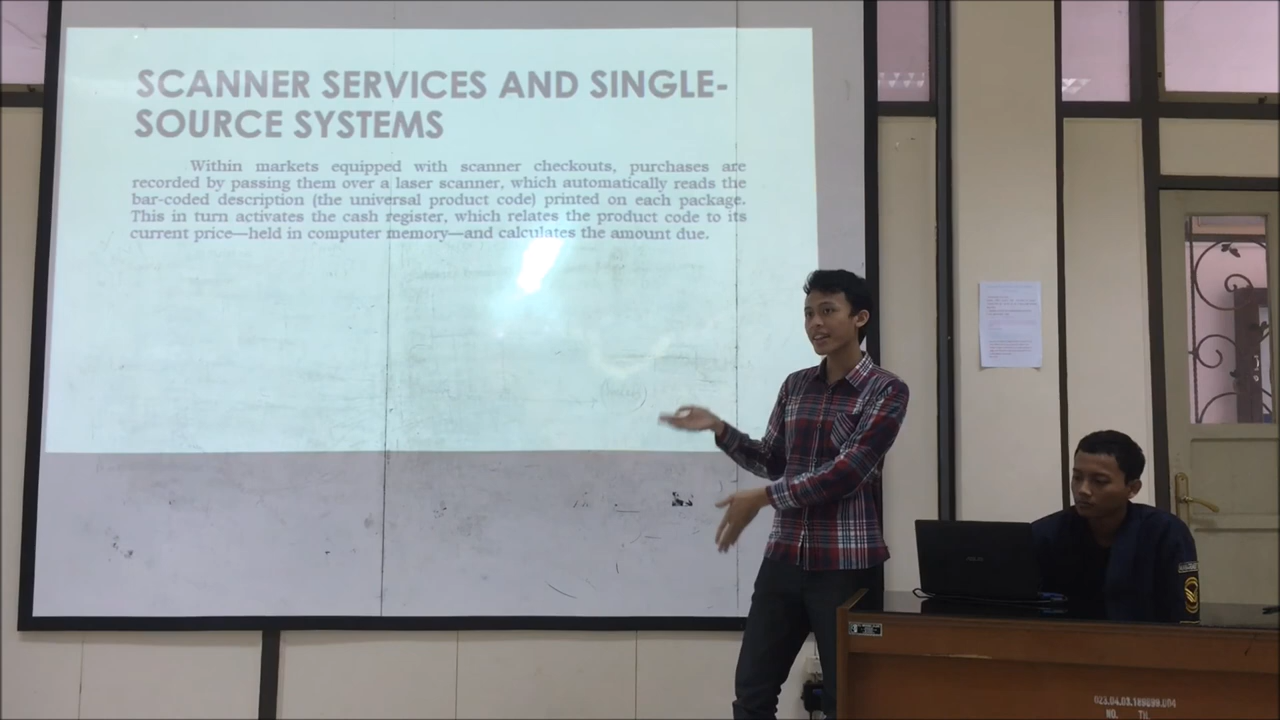 SCANNER SERVICES AND SINGLE-
SOURCE SYSTEMS
Within markets equipped with scanner checkouts, purchases are
recorded by passing them over a laser scanner, which automatically reads the
bar-coded description (the universal product code) printed on each package.
This in turn activates the cash register, which relates the product code to its
current price—held in computer memory—and calculates the amount due.
ASUS